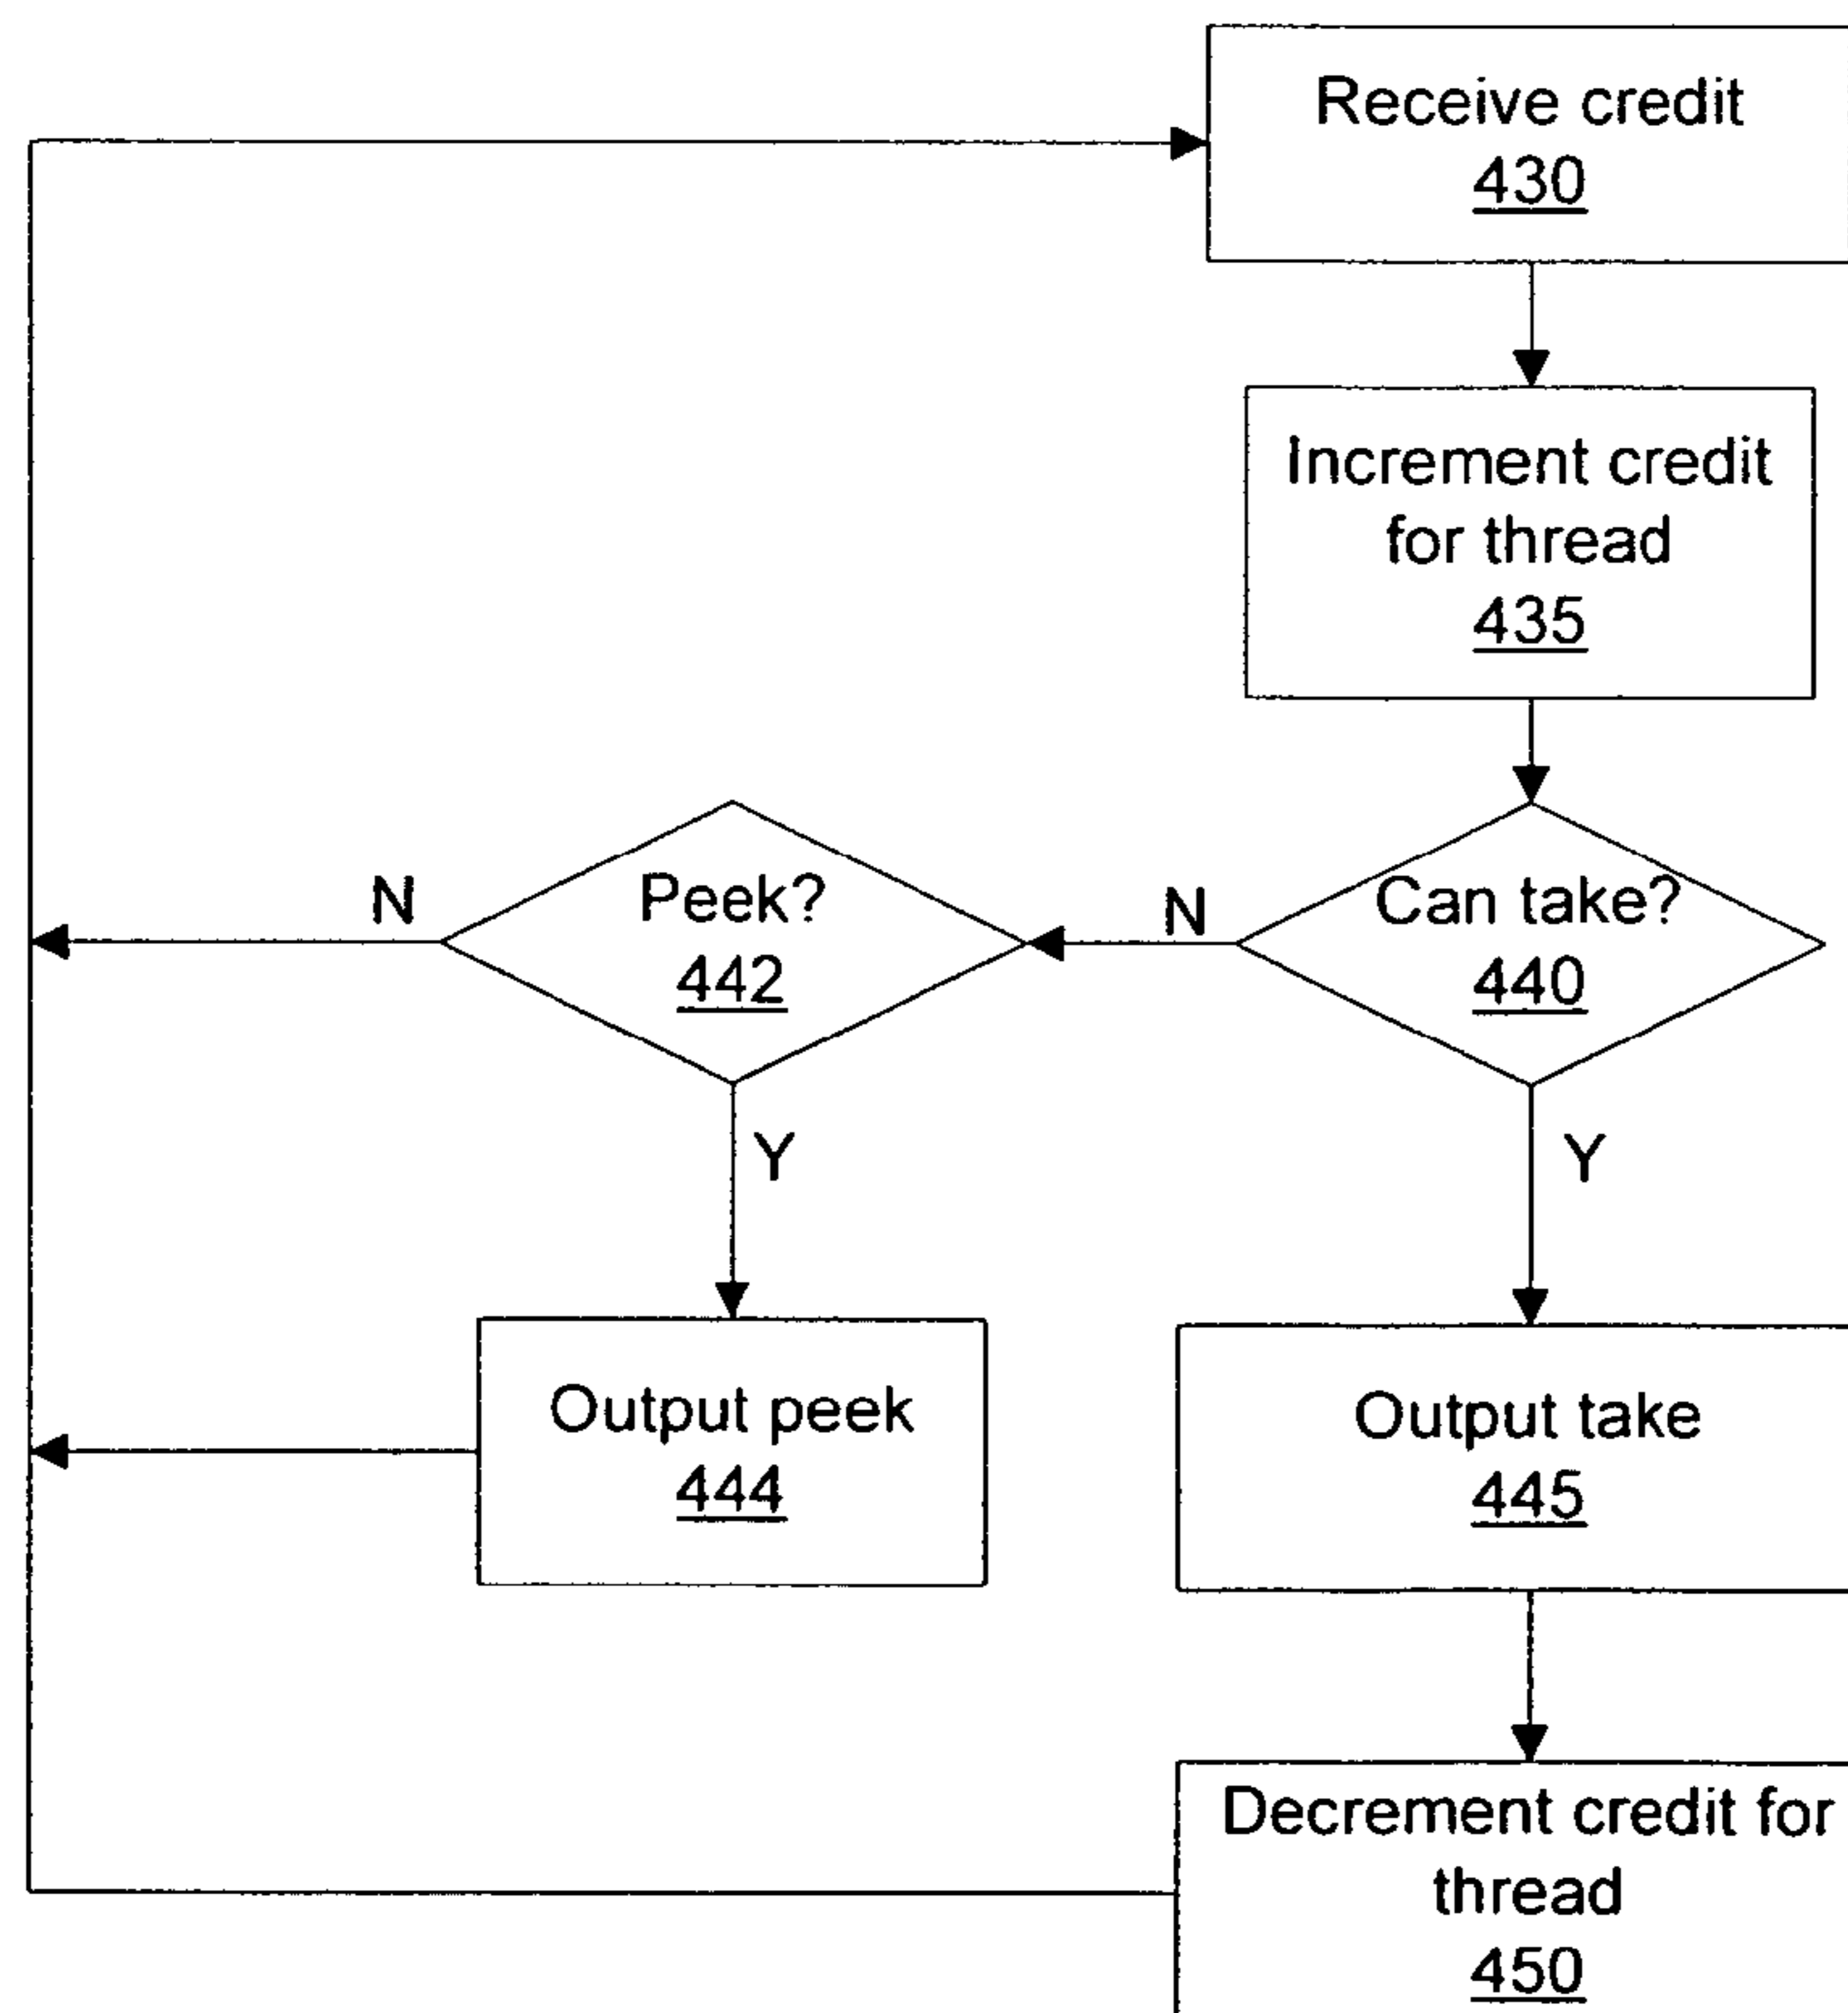 Receive credit
430
Increment credit
for thread
435
N
Peek?
442
N
Can take?
440
Y
Y
Output peek
444
Output take
445
Decrement credit for
thread
450